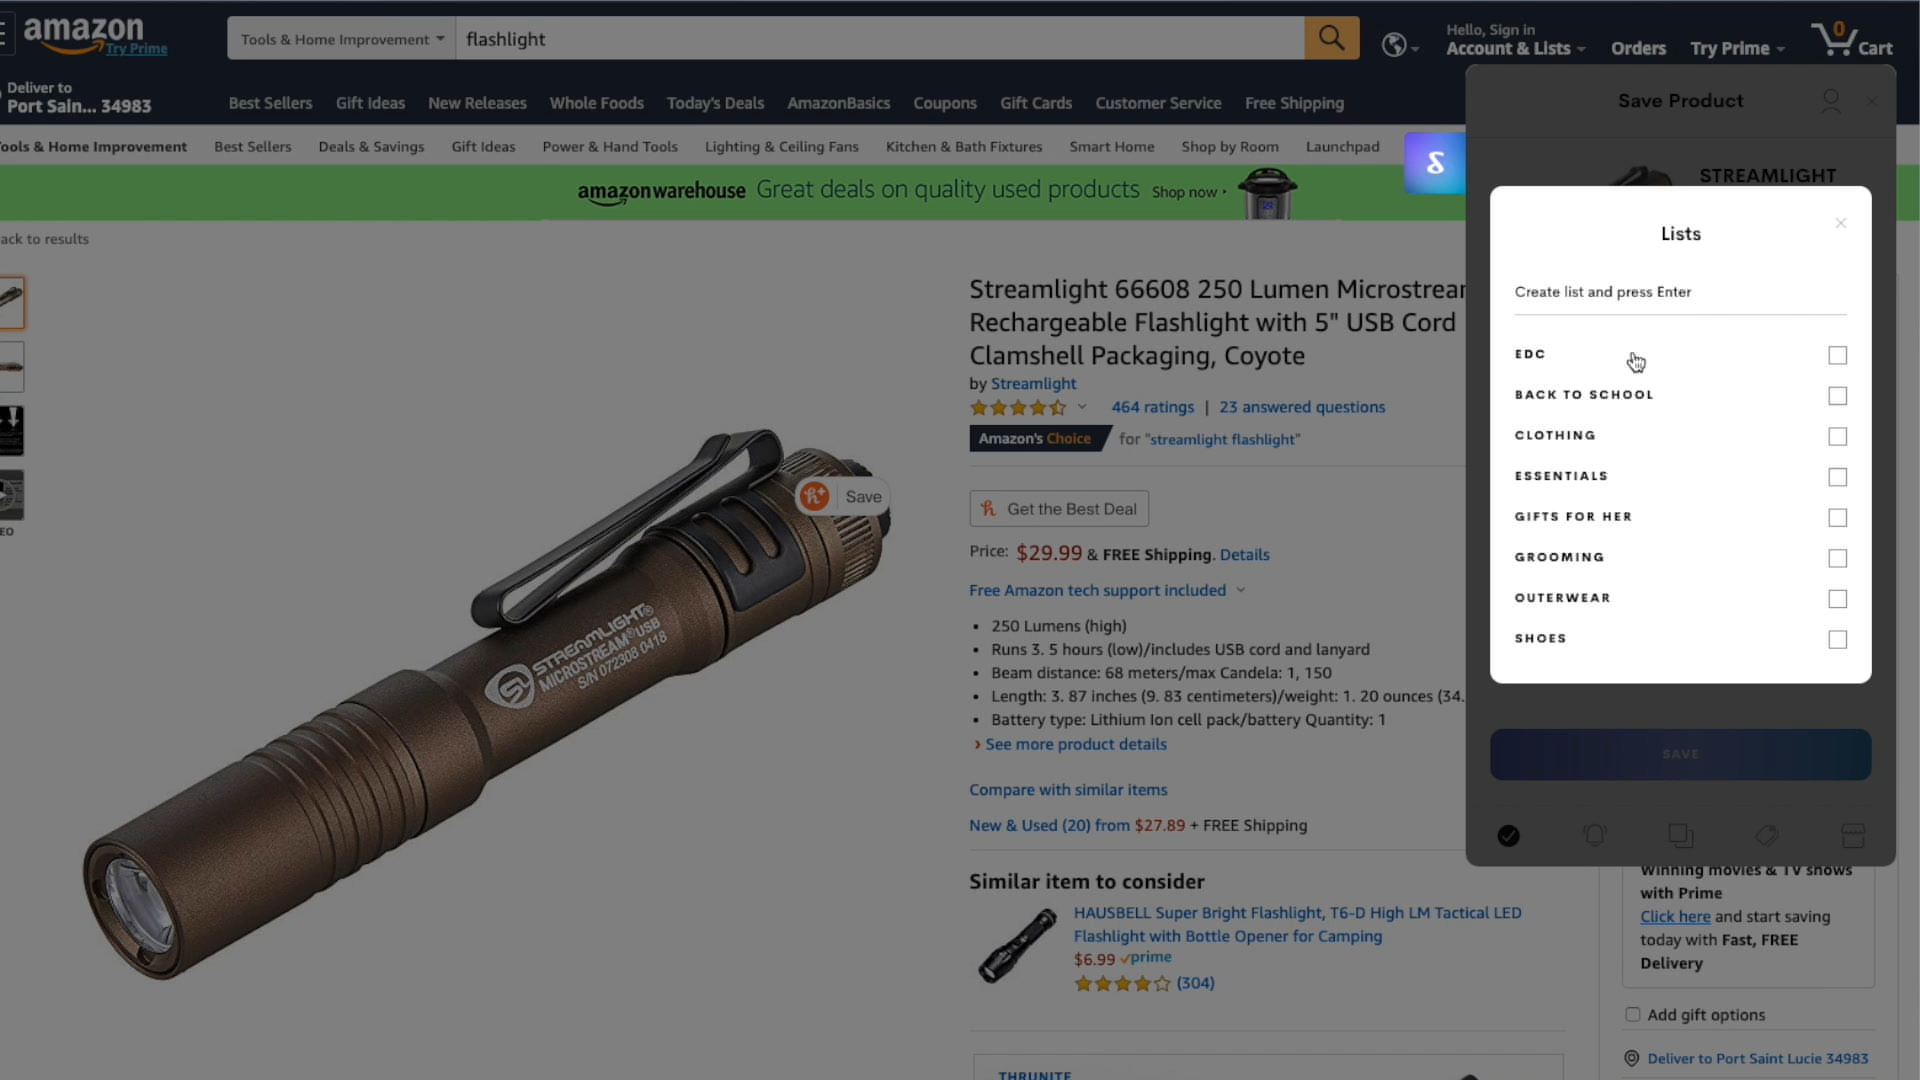 amazon
Try Prime
Tools & Home Improvement
flashlight
Hello, Sign in
Account & Lists
Orders
Try Prime
0
Cart
Deliver to
Port Sain... 34983
Best Sellers
Gift Ideas
New Releases
Whole Foods
Today's Deals
AmazonBasics
Coupons
Gift Cards
Customer Service
Free Shipping
ools & Home Improvement
Best Sellers
Deals & Savings
Gift Ideas
Power & Hand Tools
Lighting & Ceiling Fans
Kitchen & Bath Fixtures
Smart Home
Shop by Room
Launchpad
amazonwarehouse Great deals on quality used products Shop now
ack to results
EO
STREAMLIGHT®
MICROSTREAM®USB
S/N 072308 0418
Save
Streamlight 66608 250 Lumen Microstream
Rechargeable Flashlight with 5" USB Cord
Clamshell Packaging, Coyote
by Streamlight
464 ratings | 23 answered questions
Amazon's Choice for "streamlight flashlight"
Get the Best Deal
Price: $29.99 & FREE Shipping. Details
Free Amazon tech support included
• 250 Lumens (high)
• Runs 3. 5 hours (low)/includes USB cord and lanyard
• Beam distance: 68 meters/max Candela: 1, 150
• Length: 3. 87 inches (9. 83 centimeters)/weight: 1. 20 ounces (34.
• Battery type: Lithium Ion cell pack/battery Quantity: 1
› See more product details
Compare with similar items
New & Used (20) from $27.89 + FREE Shipping
Similar item to consider
HAUSBELL Super Bright Flashlight, T6-D High LM Tactical LED
Flashlight with Bottle Opener for Camping
$6.99 prime
(304)
THRUNITE
Save Product
STREAMLIGHT
Lists
Create list and press Enter
EDC
BACK TO SCHOOL
CLOTHING
ESSENTIALS
GIFTS FOR HER
GROOMING
OUTERWEAR
SHOES
SAVE
Winning movies & TV shows
with Prime
Click here and start saving
today with Fast, FREE
Delivery
Add gift options
Deliver to Port Saint Lucie 34983